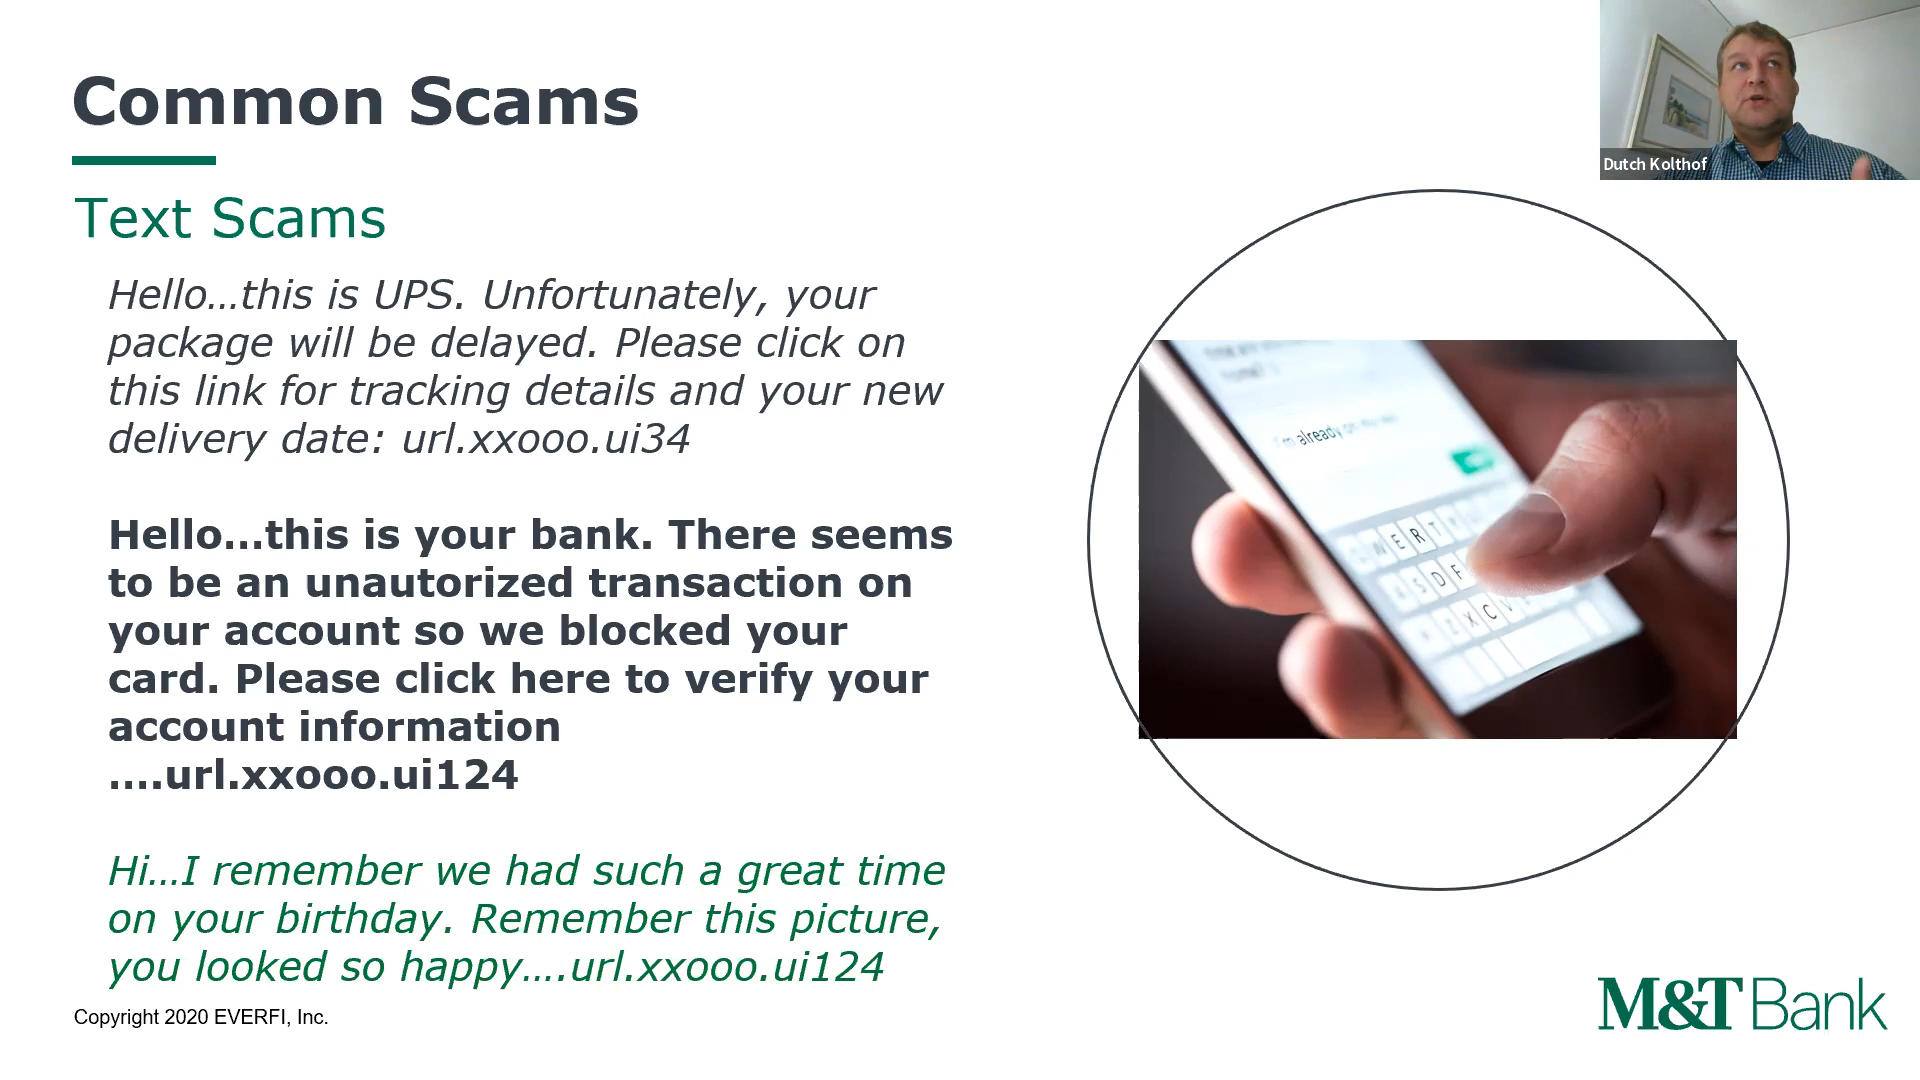 Common Scams
Dutch Kolthof
Text Scams
Hello…this is UPS. Unfortunately, your
package will be delayed. Please click on
this link for tracking details and your new
delivery date: url.xxooo.ui34
Hello…this is your bank. There seems
to be an unautorized transaction on
your account so we blocked your
card. Please click here to verify your
account information
….url.xxooo.ui124
Hi…I remember we had such a great time
on your birthday. Remember this picture,
you looked so happy….url.xxooo.ui124
I'm already on my
E R T
A S D F
Z X C V
Copyright 2020 EVERFI, Inc.
M&T Bank